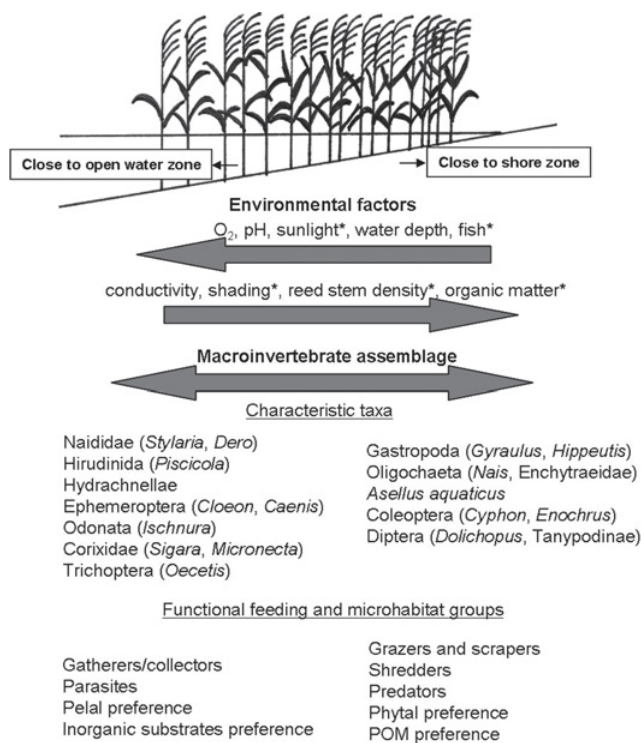 Close to open water zone
Close to shore zone
Environmental factors
O₂, pH, sunlight*, water depth, fish*
conductivity, shading*, reed stem density*, organic matter*
Macroinvertebrate assemblage
Characteristic taxa
Naididae (Stylaria, Dero)
Hirudinida (Piscicola)
Hydrachnellae
Ephemeroptera (Cloeon, Caenis)
Odonata (Ischnura)
Corixidae (Sigara, Micronecta)
Trichoptera (Oecetis)
Gastropoda (Gyraulus, Hippeutis)
Oligochaeta (Nais, Enchytraeidae)
Asellus aquaticus
Coleoptera (Cyphon, Enochrus)
Diptera (Dolichopus, Tanypodinae)
Functional feeding and microhabitat groups
Gatherers/collectors
Parasites
Pelal preference
Inorganic substrates preference
Grazers and scrapers
Shredders
Predators
Phytal preference
POM preference